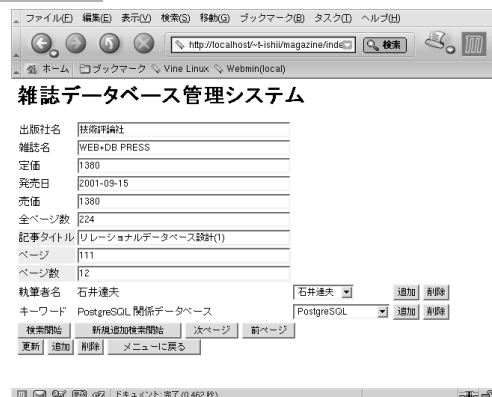 ファイル(F) 編集(E) 表示(V) 検索(S) 移動(G) ブックマーク(B) タスク(T) ヘルプ(H)
http://localhost/~t-ishii/magazine/inde 検索
ホーム ブックマーク Vine Linux Webmin(local)
雑誌データベース管理システム
出版社名 技術評論社
雑誌名 WEB+DB PRESS
定価 1380
発売日 2001-09-15
売価 1380
全ページ数 224
記事タイトル リレーショナルデータベース設計(1)
ページ 111
ページ数 12
執筆者名 石井達夫 石井達夫 追加 削除
キーワード PostgreSQL 関係データベース PostgreSQL 追加 削除
検索開始 新規追加検索開始 次ページ 前ページ
更新 追加 削除 メニューに戻る
ドキュメント: 完了 (0.462 秒)